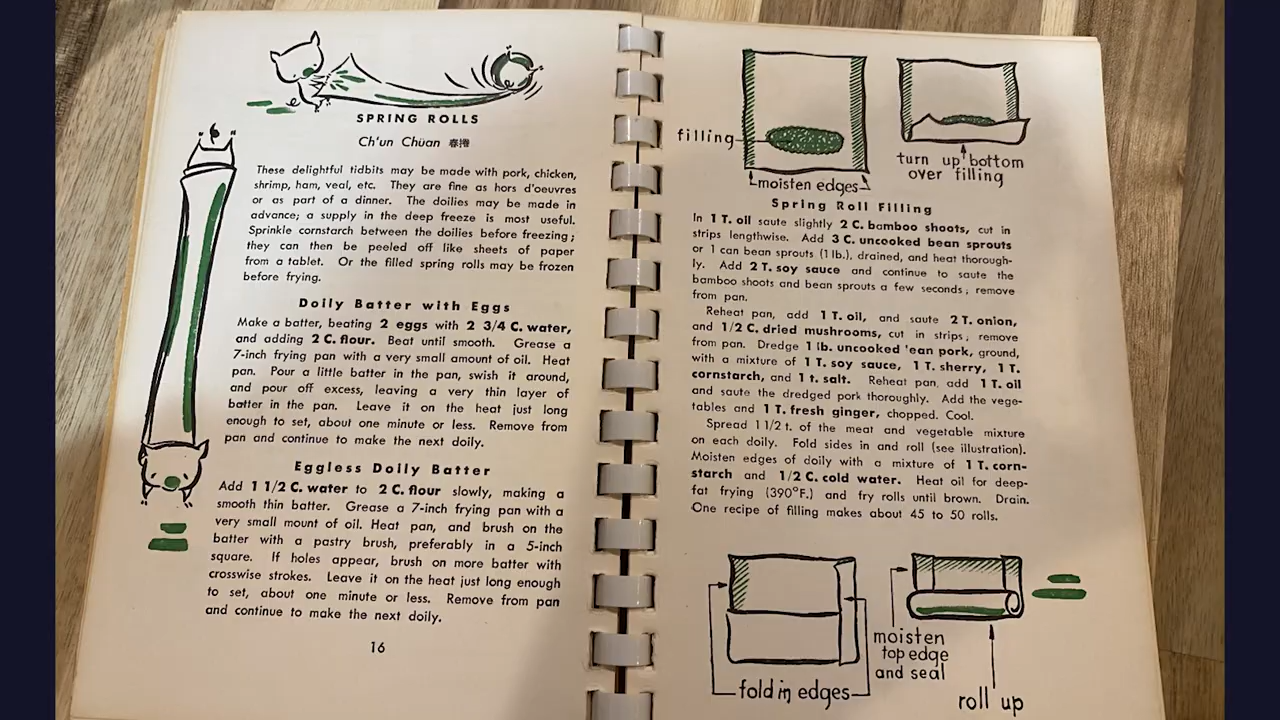 SPRING ROLLS
Ch'un Chüan 春捲
These delightful tidbits may be made with pork, chicken,
shrimp, ham, veal, etc. They are fine as hors d'oeuvres
or as part of a dinner. The doilies may be made in
advance; a supply in the deep freeze is most useful.
Sprinkle cornstarch between the doilies before freezing;
they can then be peeled off like sheets of paper
from a tablet. Or the filled spring rolls may be frozen
before frying.
Doily Batter with Eggs
Make a batter, beating 2 eggs with 2 3/4 C. water,
and adding 2 C. flour. Beat until smooth. Grease a
7-inch frying pan with a very small amount of oil. Heat
pan. Pour a little batter in the pan, swish it around,
and pour off excess, leaving a very thin layer of
batter in the pan. Leave it on the heat just long
enough to set, about one minute or less. Remove from
pan and continue to make the next doily.
Eggless Doily Batter
Add 1 1/2 C. water to 2 C. flour slowly, making a
smooth thin batter. Grease a 7-inch frying pan with a
very small mount of oil. Heat pan, and brush on the
batter with a pastry brush, preferably in a 5-inch
square. If holes appear, brush on more batter with
crosswise strokes. Leave it on the heat just long enough
to set, about one minute or less. Remove from pan
and continue to make the next doily.
16
filling
moisten edges
turn up bottom
over filling
Spring Roll Filling
In 1 T. oil saute slightly 2 C. bamboo shoots, cut in
strips lengthwise. Add 3 C. uncooked bean sprouts
or 1 can bean sprouts (1 lb.), drained, and heat thorough-
ly. Add 2 T. soy sauce and continue to saute the
bamboo shoots and bean sprouts a few seconds; remove
from pan.
Reheat pan, add 1 T. oil, and saute 2 T. onion,
and 1/2 C. dried mushrooms, cut in strips; remove
from pan. Dredge 1 lb. uncooked 'ean pork, ground,
with a mixture of 1 T. soy sauce, 1 T. sherry, 1 T.
cornstarch, and 1 t. salt. Reheat pan, add 1 T. oil
and saute the dredged pork thoroughly. Add the vege-
tables and 1 T. fresh ginger, chopped. Cool.
Spread 1 1/2 t. of the meat and vegetable mixture
on each doily. Fold sides in and roll (see illustration).
Moisten edges of doily with a mixture of 1 T. corn-
starch and 1/2 C. cold water. Heat oil for deep-
fat frying (390°F.) and fry rolls until brown. Drain.
One recipe of filling makes about 45 to 50 rolls.
fold in edges
moisten
top edge
and seal
roll up